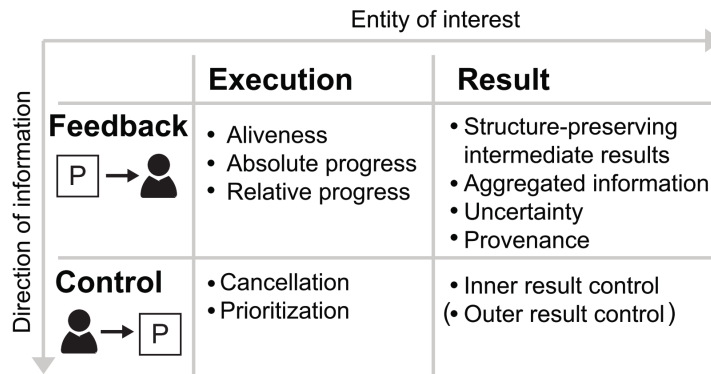 Entity of interest
Direction of information
Execution
Result
Feedback
P
• Aliveness
• Absolute progress
• Relative progress
• Structure-preserving
intermediate results
• Aggregated information
• Uncertainty
• Provenance
Control
P
• Cancellation
• Prioritization
• Inner result control
(• Outer result control)